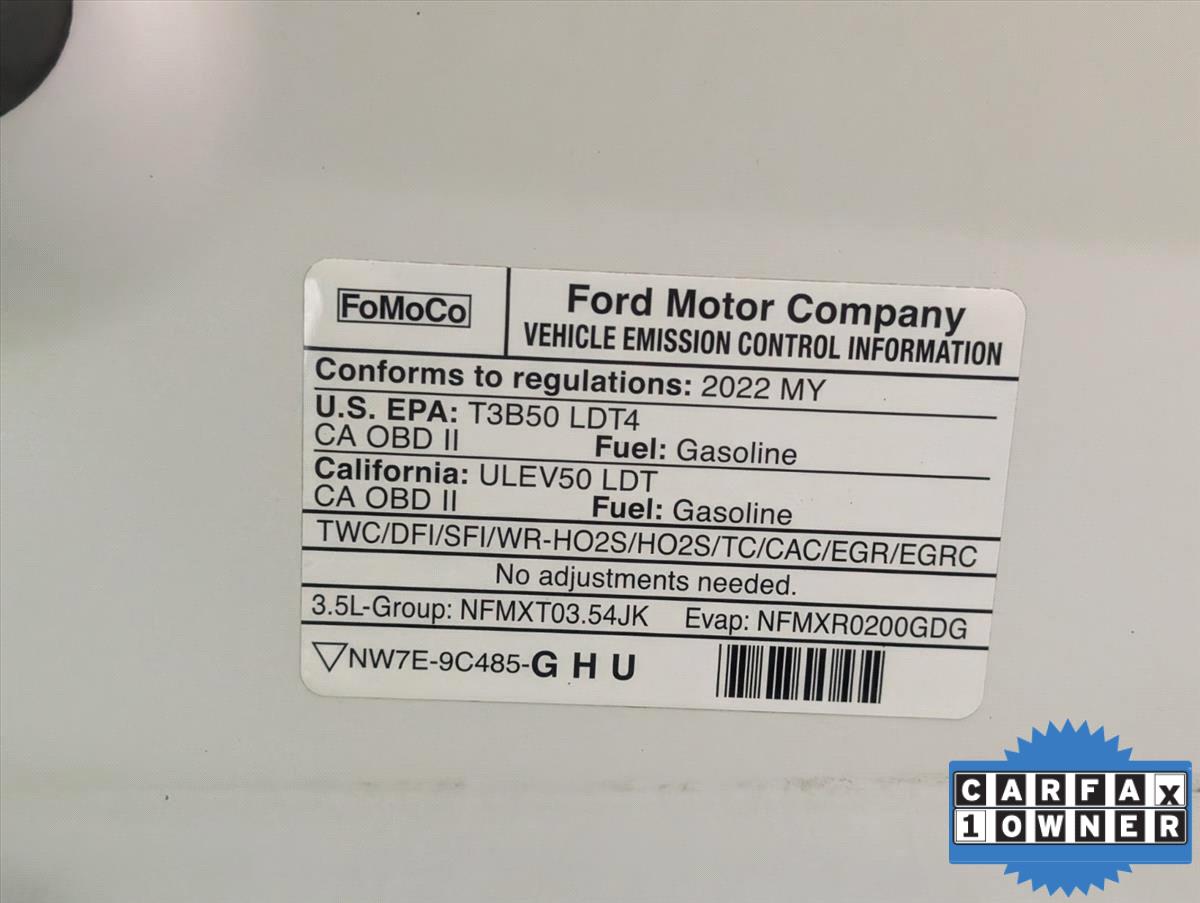 FoMoCo
Ford Motor Company
VEHICLE EMISSION CONTROL INFORMATION
Conforms to regulations: 2022 MY
U.S. EPA: T3B50 LDT4
CA OBD II Fuel: Gasoline
California: ULEV50 LDT
CA OBD II Fuel: Gasoline
TWC/DFI/SFI/WR-HO2S/HO2S/TC/CAC/EGR/EGRC
No adjustments needed.
3.5L-Group: NFMXT03.54JK Evap: NFMXR0200GDG
NW7E-9C485-G H U
CARFAX
1 OWNER